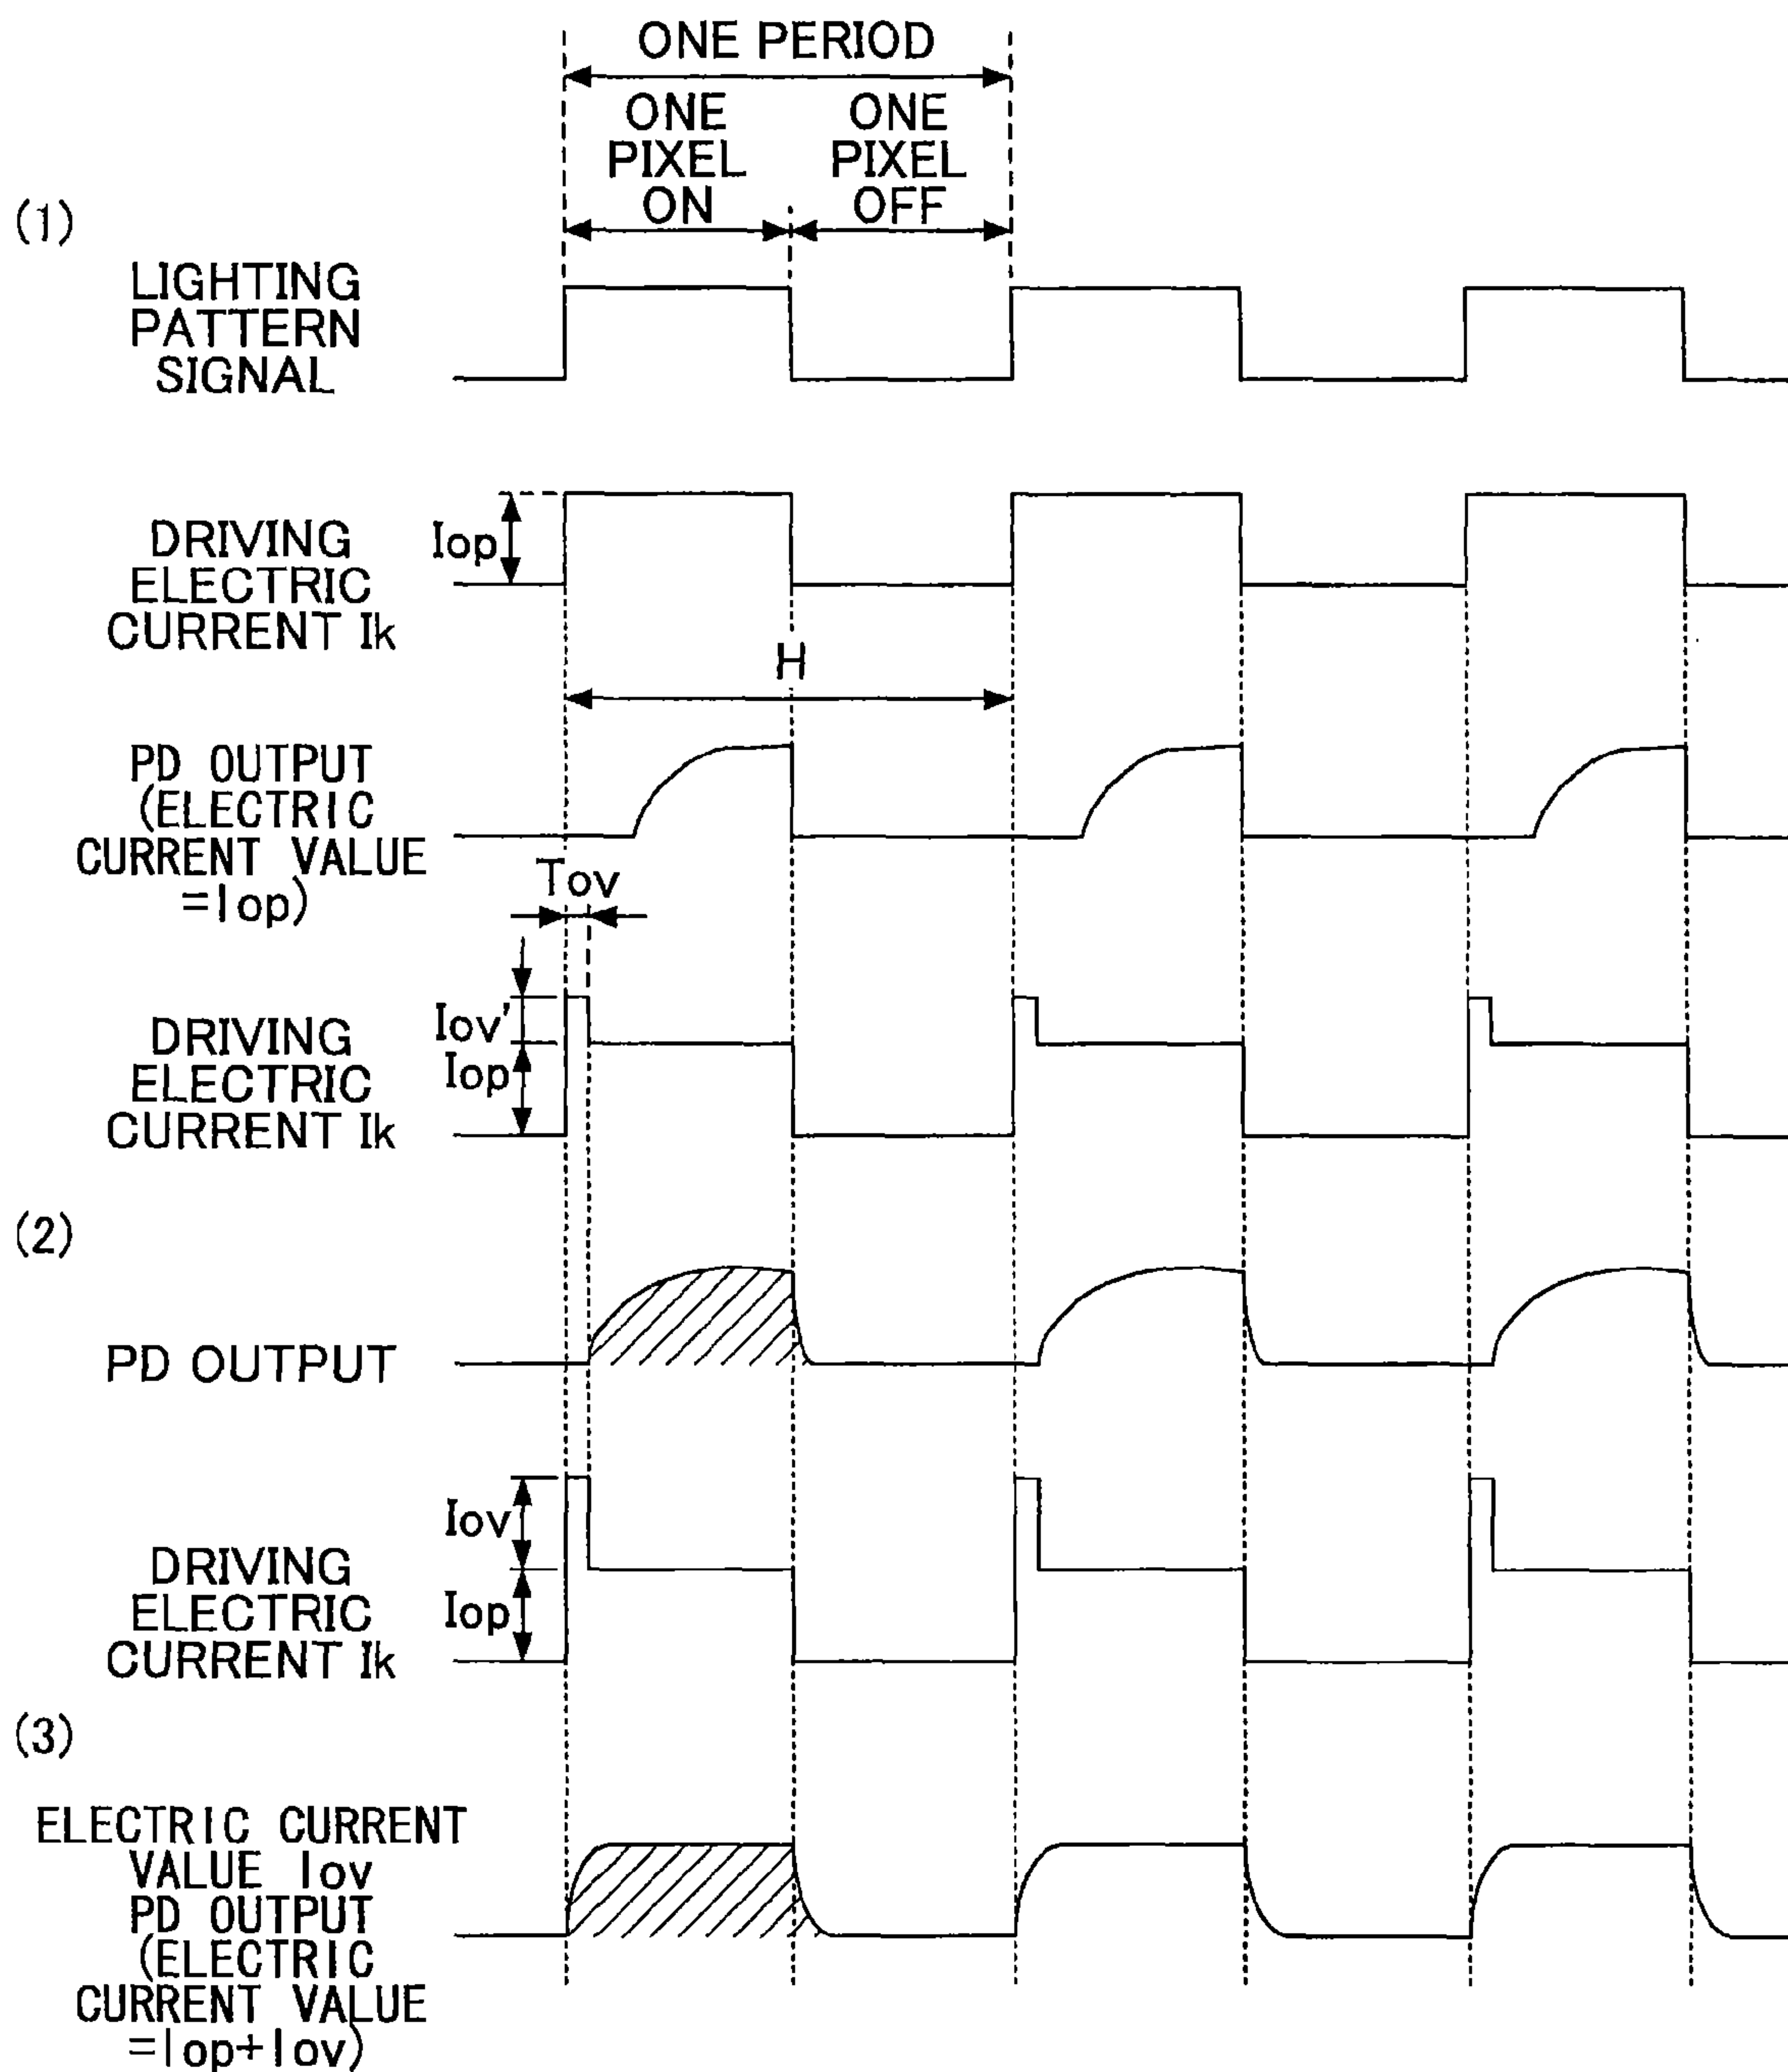 ONE PERIOD
ONE
PIXEL
ON
ONE
PIXEL
OFF
(1)
LIGHTING
PATTERN
SIGNAL
DRIVING
ELECTRIC
CURRENT Ik
Iop
H
PD OUTPUT
(ELECTRIC
CURRENT VALUE
=Iop)
Tov
DRIVING
ELECTRIC
CURRENT Ik
Iov'
Iop
(2)
PD OUTPUT
DRIVING
ELECTRIC
CURRENT Ik
Iov
Iop
(3)
ELECTRIC CURRENT
VALUE Iov
PD OUTPUT
(ELECTRIC
CURRENT VALUE
=Iop+Iov)